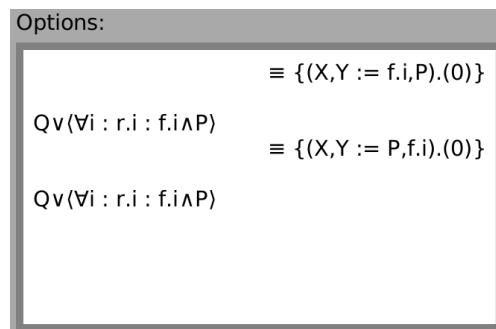 Options:
≡ {(X,Y := f.i,P).(0)}
Q∨⟨∀i : r.i : f.i∧P⟩
≡ {(X,Y := P,f.i).(0)}
Q∨⟨∀i : r.i : f.i∧P⟩